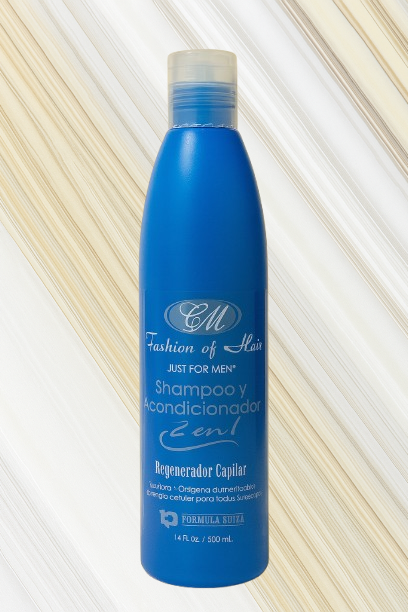 CM
Fashion of Hair
JUST FOR MEN*
Shampoo y
Acondicionador
2 en 1
Regenerador Capilar
FORMULA SUIZA
14 FL Oz. / 500 mL.